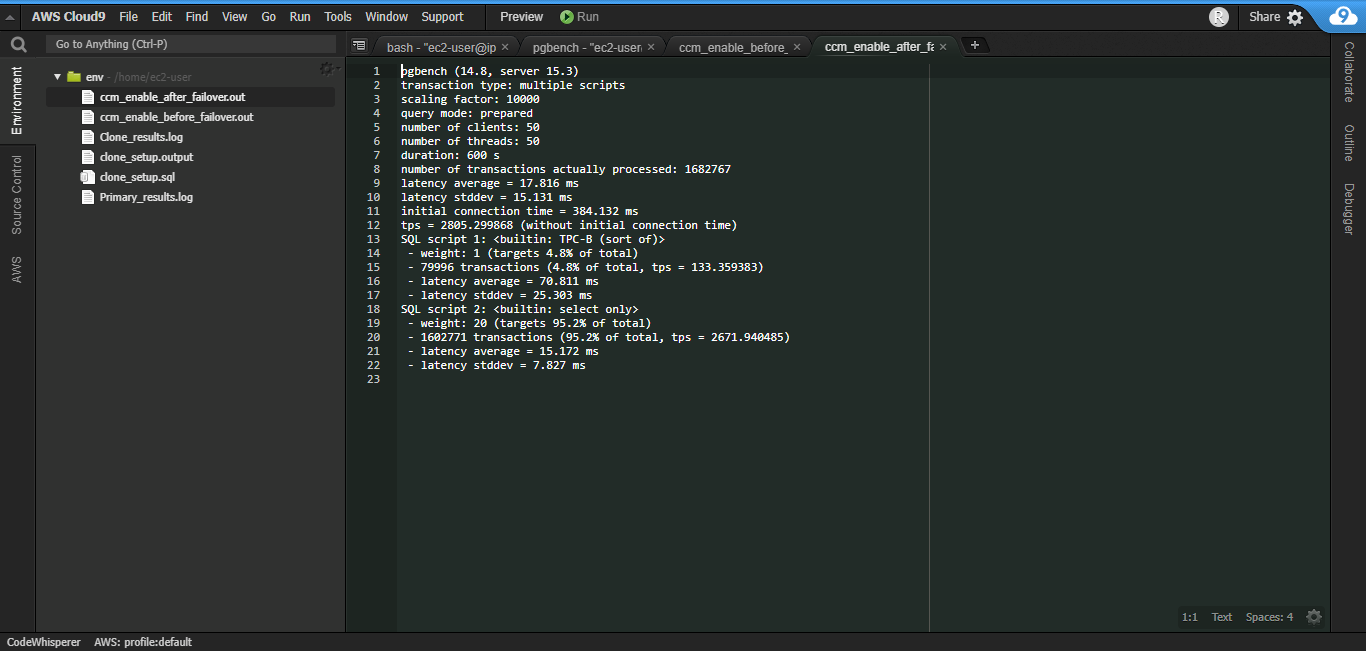 AWS Cloud9 File Edit Find View Go Run Tools Window Support Preview Run R Share 9
Go to Anything (Ctrl-P)
bash - "ec2-user@ip × pgbench - "ec2-user × ccm_enable_before_ × ccm_enable_after_fa × +
Environment
Source Control
AWS
env - /home/ec2-user
ccm_enable_after_failover.out
ccm_enable_before_failover.out
Clone_results.log
clone_setup.output
clone_setup.sql
Primary_results.log
1 pgbench (14.8, server 15.3)
2 transaction type: multiple scripts
3 scaling factor: 10000
4 query mode: prepared
5 number of clients: 50
6 number of threads: 50
7 duration: 600 s
8 number of transactions actually processed: 1682767
9 latency average = 17.816 ms
10 latency stddev = 15.131 ms
11 initial connection time = 384.132 ms
12 tps = 2805.299868 (without initial connection time)
13 SQL script 1: <builtin: TPC-B (sort of)>
14 - weight: 1 (targets 4.8% of total)
15 - 79996 transactions (4.8% of total, tps = 133.359383)
16 - latency average = 70.811 ms
17 - latency stddev = 25.303 ms
18 SQL script 2: <builtin: select only>
19 - weight: 20 (targets 95.2% of total)
20 - 1602771 transactions (95.2% of total, tps = 2671.940485)
21 - latency average = 15.172 ms
22 - latency stddev = 7.827 ms
23
Collaborate
Outline
Debugger
1:1 Text Spaces: 4
CodeWhisperer AWS: profile:default